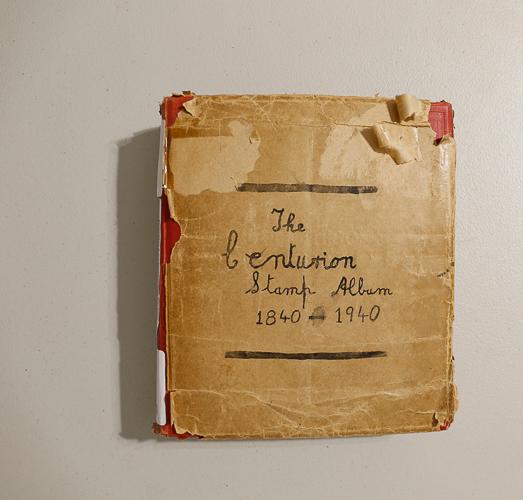 The
Centurion
Stamp Album
1840 - 1940